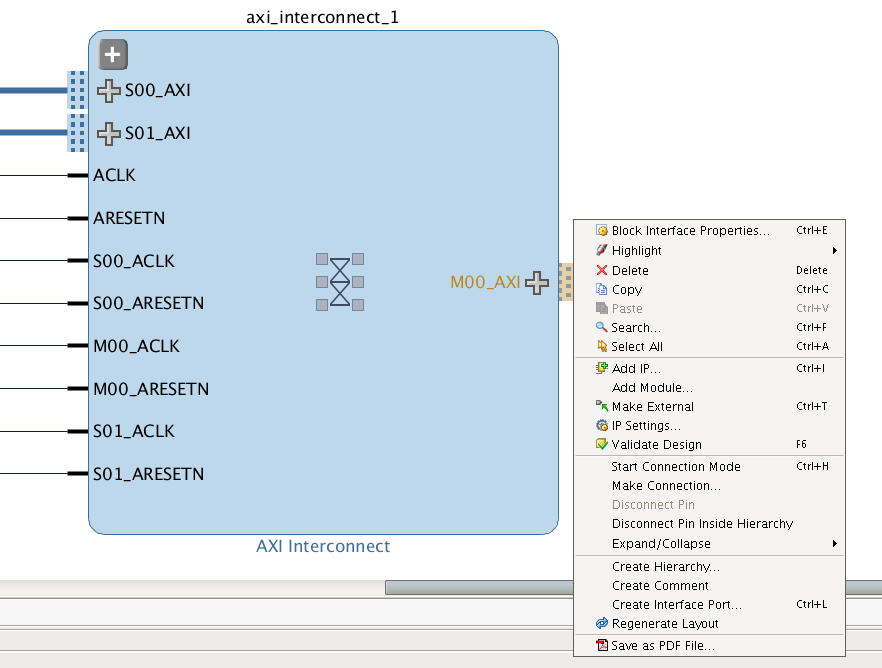 axi_interconnect_1
S00_AXI
S01_AXI
ACLK
ARESETN
S00_ACLK
S00_ARESETN
M00_ACLK
M00_ARESETN
S01_ACLK
S01_ARESETN
M00_AXI
AXI Interconnect
Block Interface Properties... Ctrl+E
Highlight
Delete Delete
Copy Ctrl+C
Paste Ctrl+V
Search... Ctrl+F
Select All Ctrl+A
Add IP... Ctrl+I
Add Module...
Make External Ctrl+T
IP Settings...
Validate Design F6
Start Connection Mode Ctrl+H
Make Connection...
Disconnect Pin
Disconnect Pin Inside Hierarchy
Expand/Collapse
Create Hierarchy...
Create Comment
Create Interface Port... Ctrl+L
Regenerate Layout
Save as PDF File...